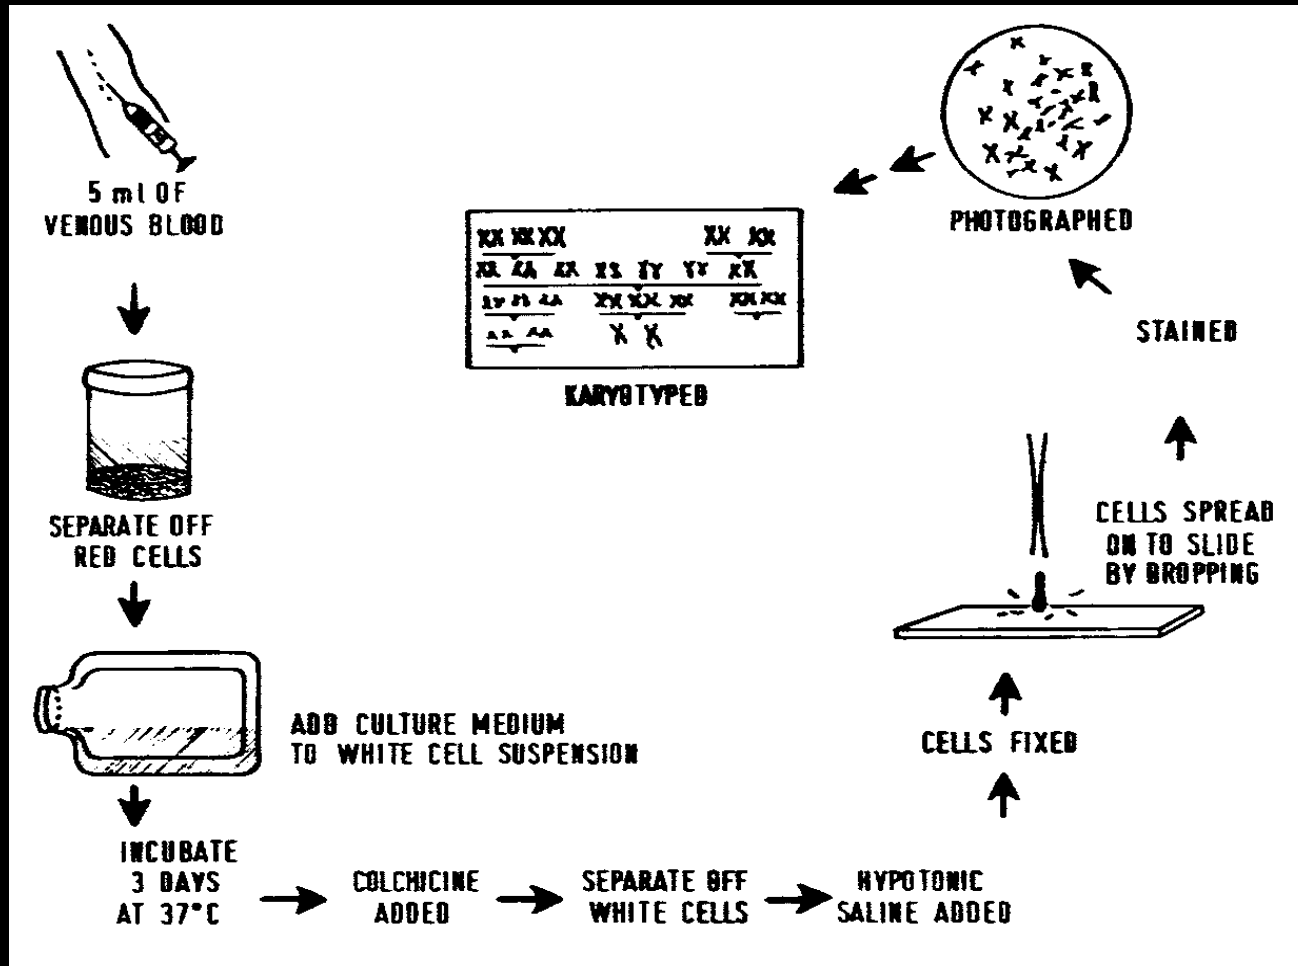 5 ml OF
VENOUS BLOOD
SEPARATE OFF
RED CELLS
ADD CULTURE MEDIUM
TO WHITE CELL SUSPENSION
INCUBATE
3 DAYS
AT 37°C
COLCHICINE
ADDED
SEPARATE OFF
WHITE CELLS
HYPOTONIC
SALINE ADDED
CELLS FIXED
CELLS SPREAD
ON TO SLIDE
BY DROPPING
STAINED
PHOTOGRAPHED
KARYOTYPED